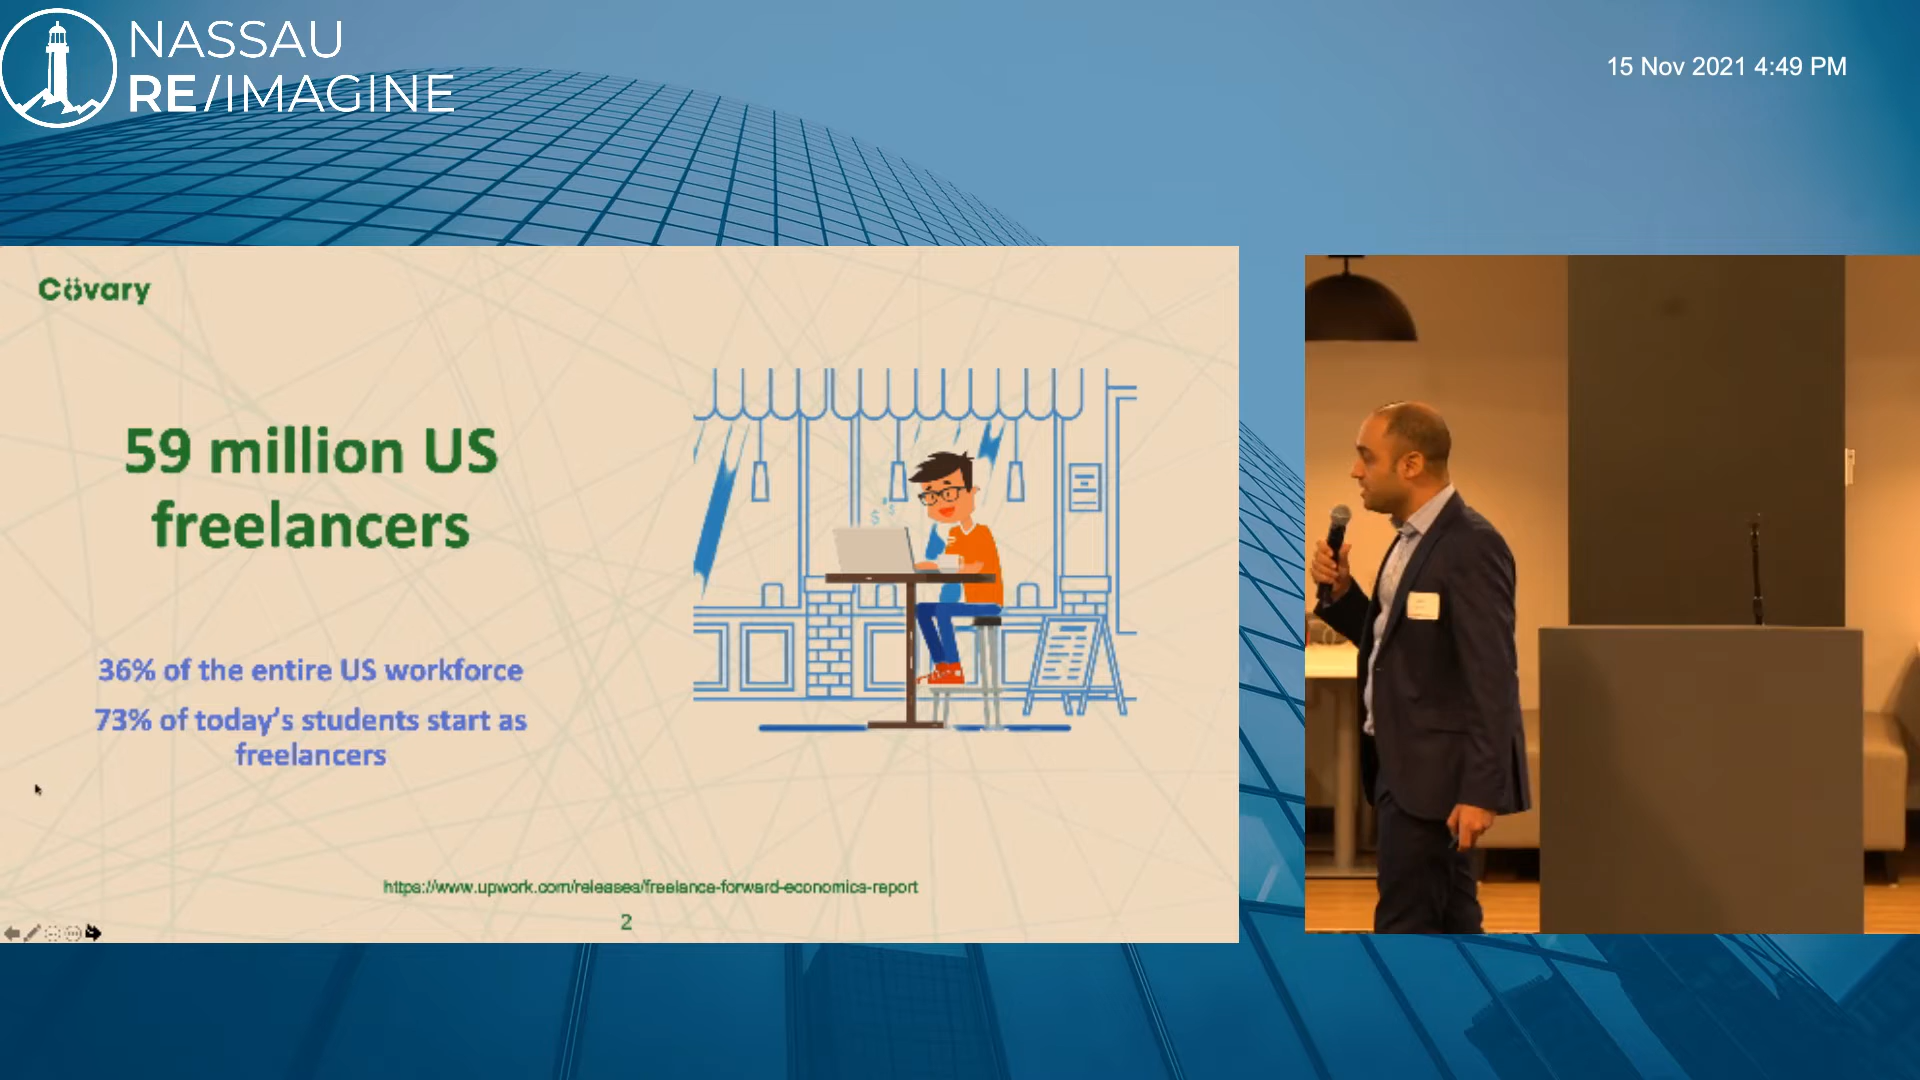 NASSAU
RE/IMAGINE
15 Nov 2021 4:49 PM
Cövary
59 million US
freelancers
36% of the entire US workforce
73% of today's students start as
freelancers
https://www.upwork.com/releases/freelance-forward-economics-report
2